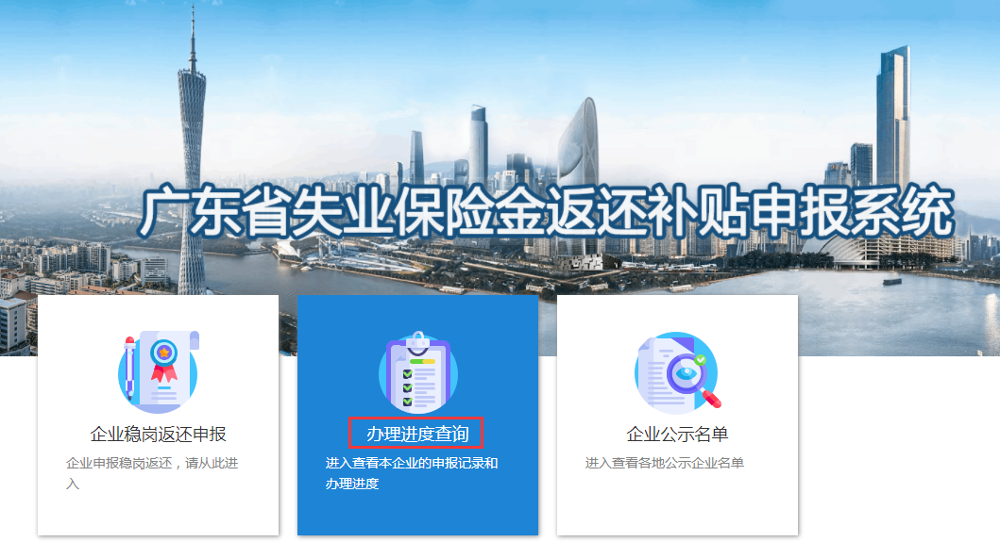 广东省失业保险金返还补贴申报系统
企业稳岗返还申报
企业申报稳岗返还，请从此进
入
办理进度查询
进入查看本企业的申报记录和
办理进度
企业公示名单
进入查看各地公示企业名单